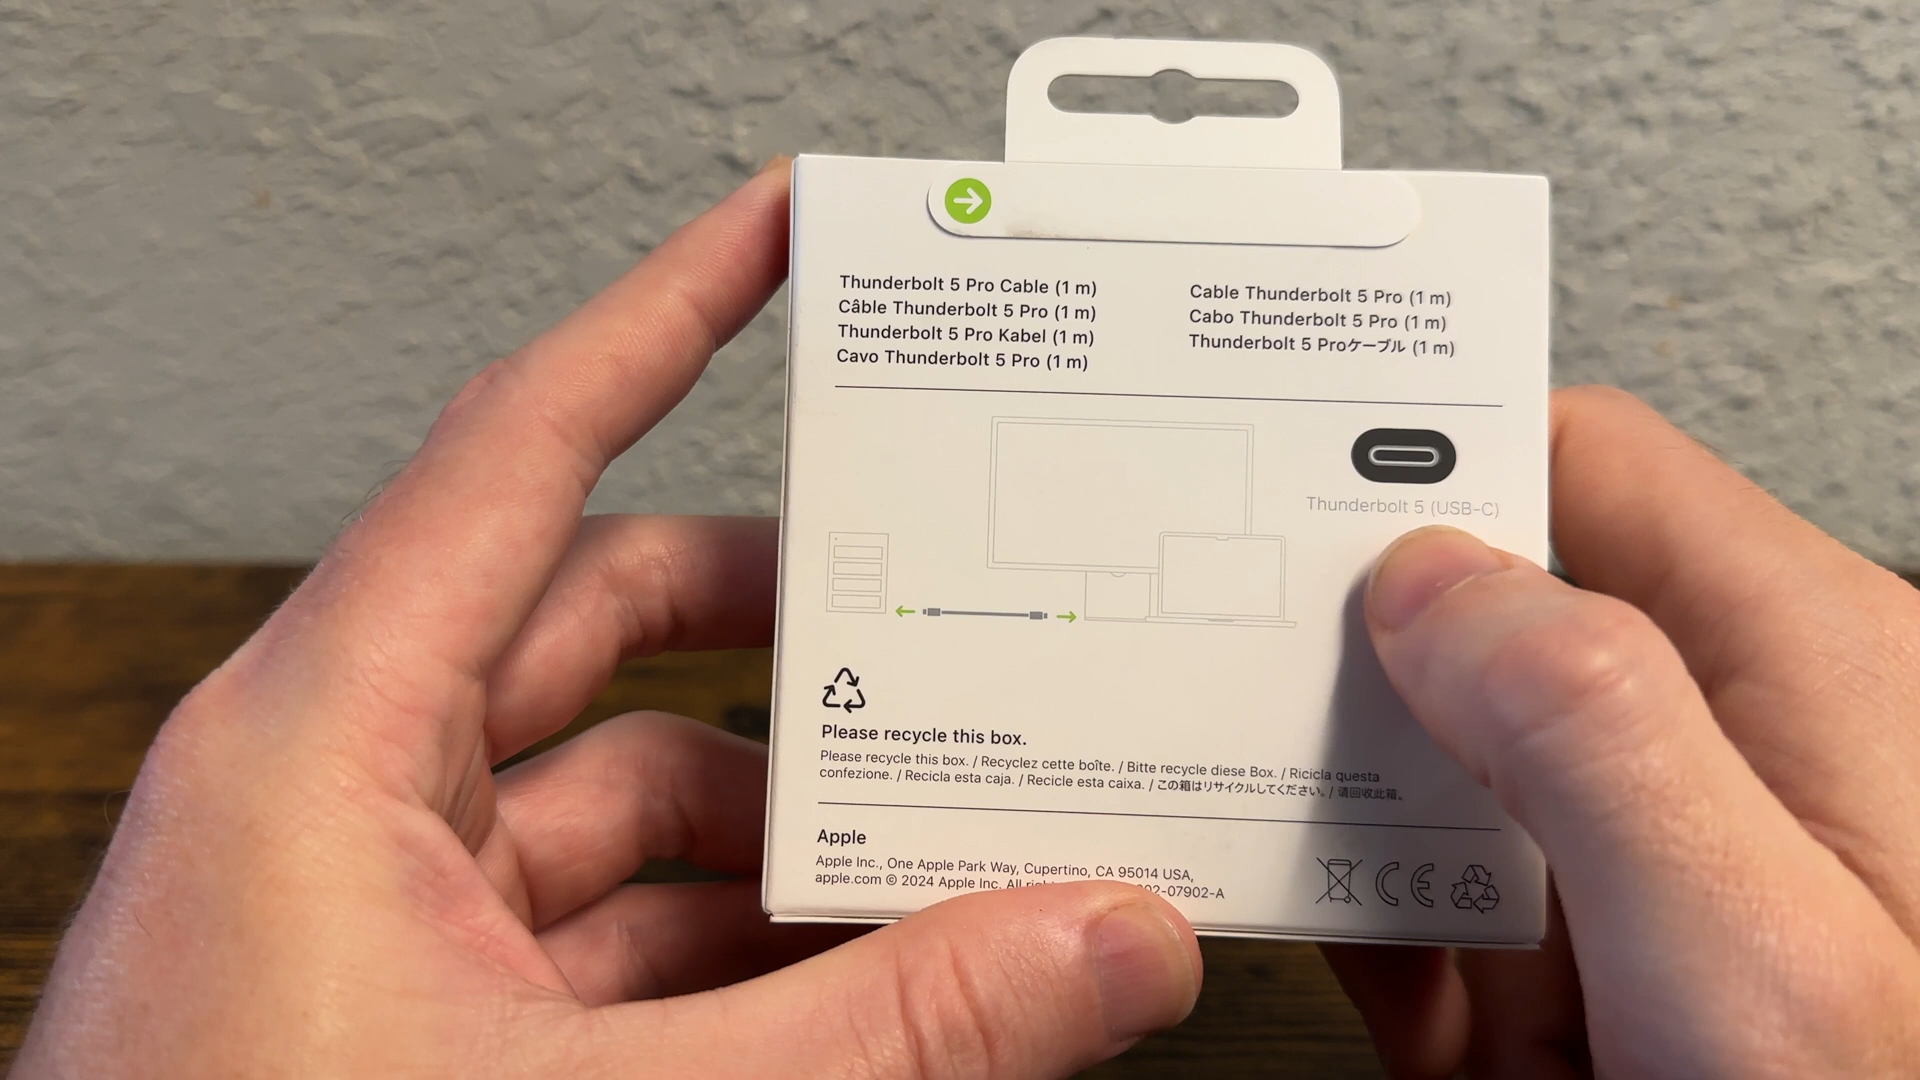 Thunderbolt 5 Pro Cable (1 m)
Câble Thunderbolt 5 Pro (1 m)
Thunderbolt 5 Pro Kabel (1 m)
Cavo Thunderbolt 5 Pro (1 m)
Cable Thunderbolt 5 Pro (1 m)
Cabo Thunderbolt 5 Pro (1 m)
Thunderbolt 5 Proケーブル (1 m)
Thunderbolt 5 (USB-C)
Please recycle this box.
Please recycle this box. / Recyclez cette boîte. / Bitte recycle diese Box. / Ricicla questa
confezione. / Recicla esta caja. / Recicle esta caixa. / この箱はリサイクルしてください。/ 请回收此箱。
Apple
Apple Inc., One Apple Park Way, Cupertino, CA 95014 USA,
apple.com © 2024 Apple Inc. All 02-07902-A
CE